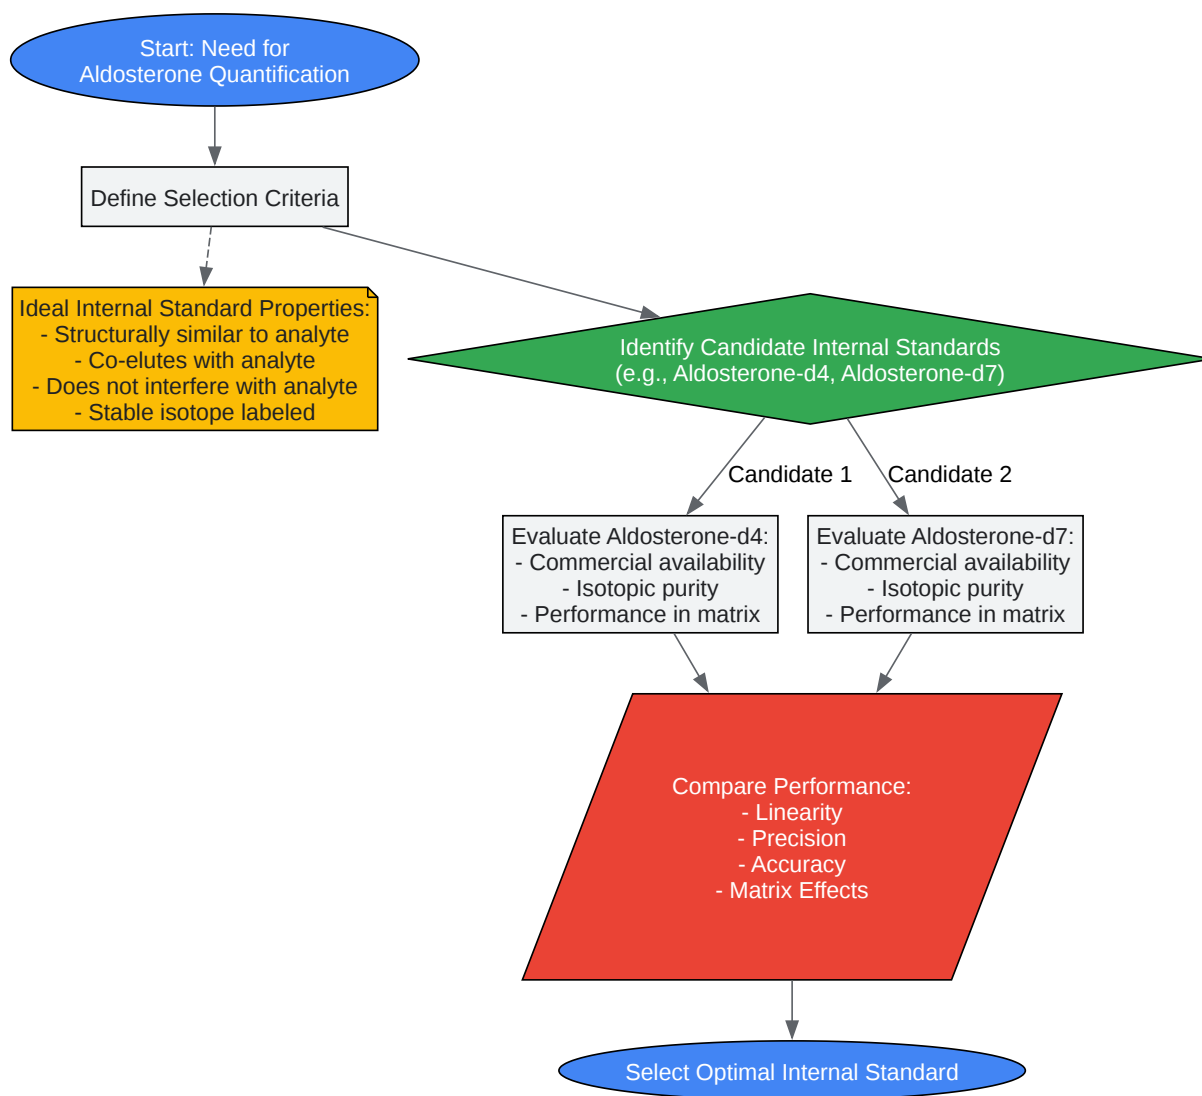 Start: Need for
Aldosterone Quantification
Define Selection Criteria
Ideal Internal Standard Properties:
- Structurally similar to analyte
- Co-elutes with analyte
- Does not interfere with analyte
- Stable isotope labeled
Identify Candidate Internal Standards
(e.g., Aldosterone-d4, Aldosterone-d7)
Candidate 1
Candidate 2
Evaluate Aldosterone-d4:
- Commercial availability
- Isotopic purity
- Performance in matrix
Evaluate Aldosterone-d7:
- Commercial availability
- Isotopic purity
- Performance in matrix
Compare Performance:
- Linearity
- Precision
- Accuracy
- Matrix Effects
Select Optimal Internal Standard